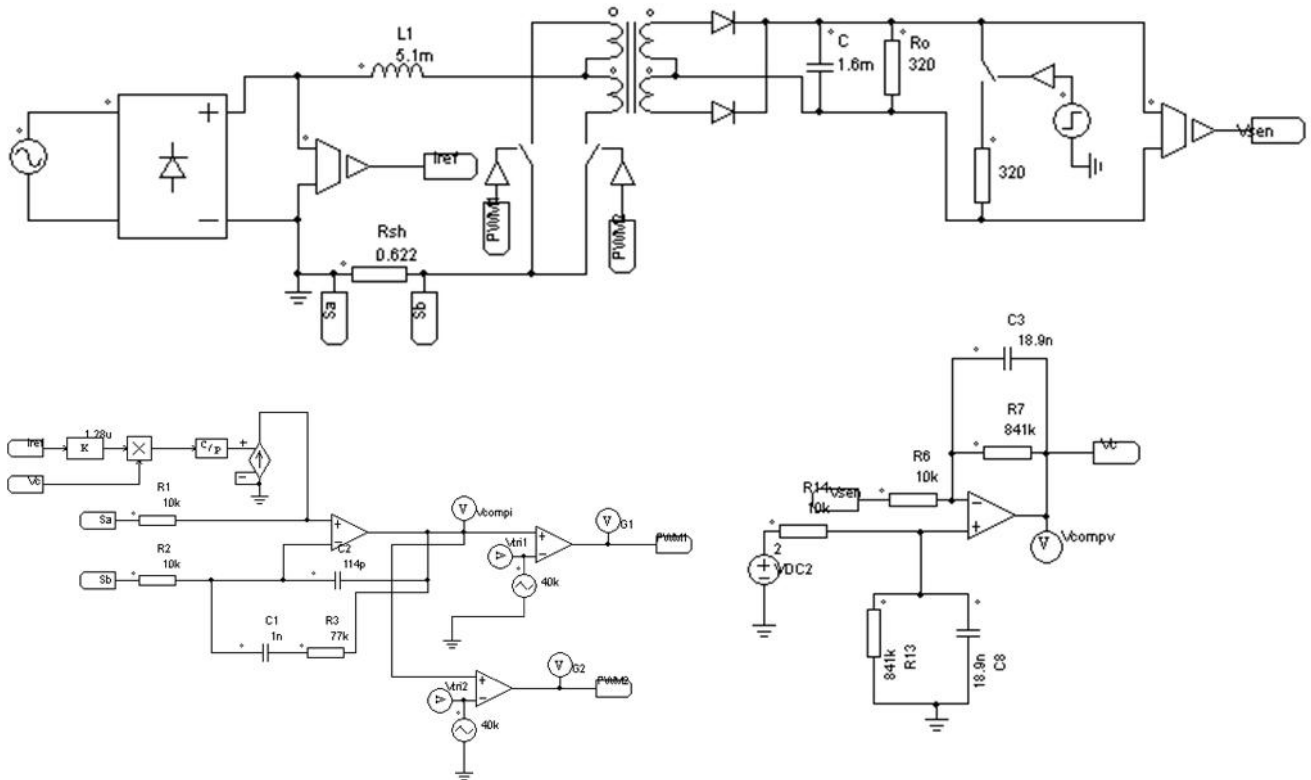 L1
5.1m
C
1.6m
Ro
320
Iref
Vsen
320
PWM1
PWM2
Rsh
0.622
Sa
Sb
C3
18.9n
R7
841k
Vc
Iref
K
1.28u
C/P
Vc
R1
10k
Sa
R2
10k
Sb
C2
114p
C1
1n
R3
77k
V
Vcompi
Vtri1
40k
V
G1
PWM1
Vtri2
40k
V
G2
PWM2
R6
10k
R14
10k
Vsen
2
VDC2
V
Vcompv
841k
R13
18.9n
C8